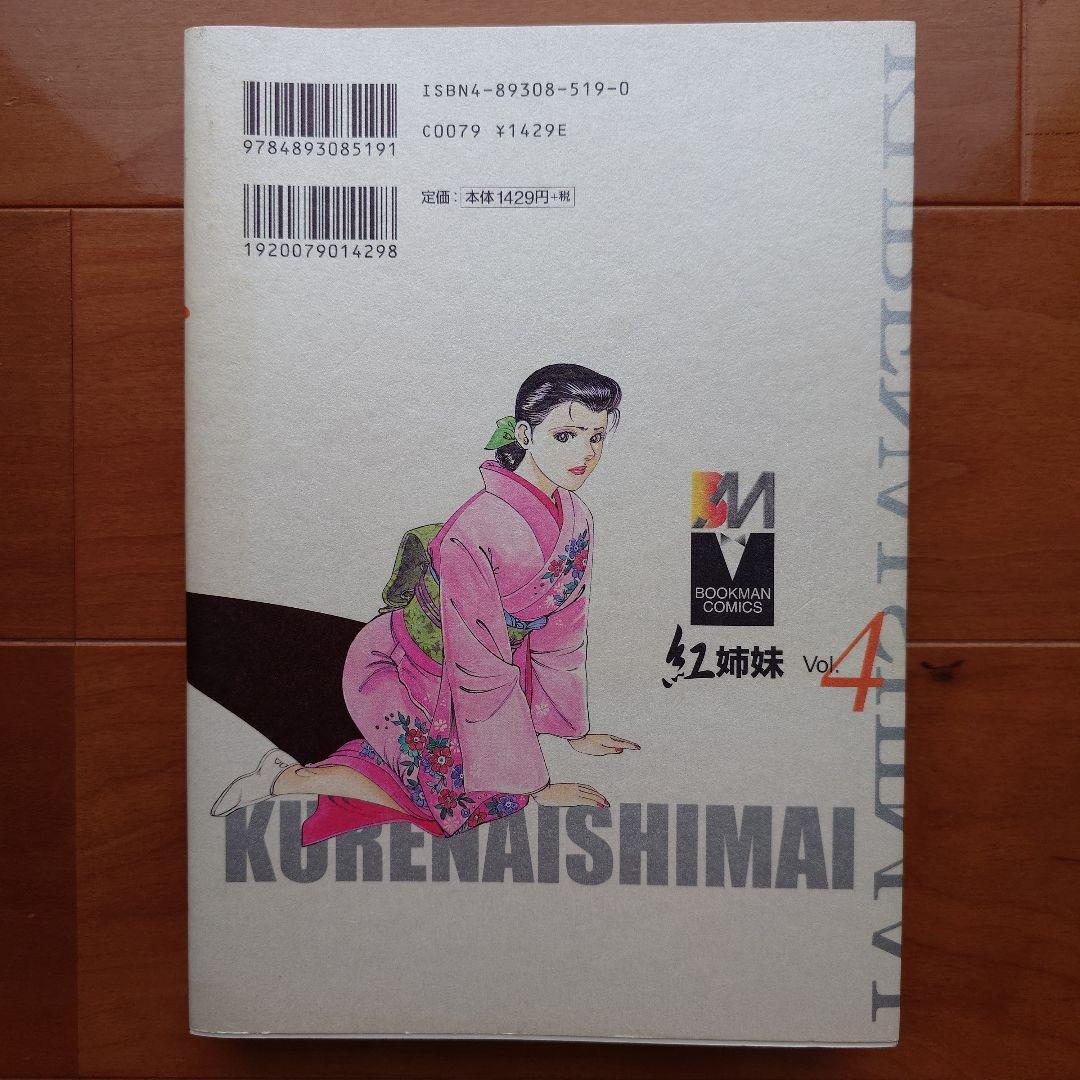 ISBN4-89308-519-0
C0079 ¥1429E
9784893085191
定価：本体1429円+税
1920079014298
BM
BOOKMAN
COMICS
紅姉妹 Vol.4
KURENAISHIMAI